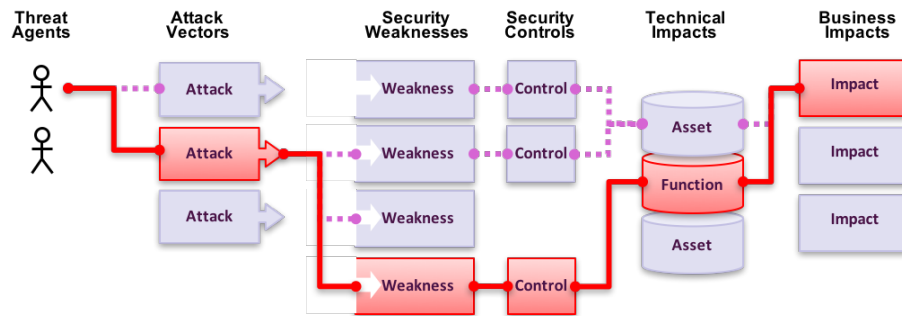 Threat
Agents
Attack
Vectors
Security
Weaknesses
Security
Controls
Technical
Impacts
Business
Impacts
Attack
Weakness
Control
Impact
Asset
Attack
Weakness
Control
Impact
Function
Attack
Weakness
Impact
Asset
Weakness
Control